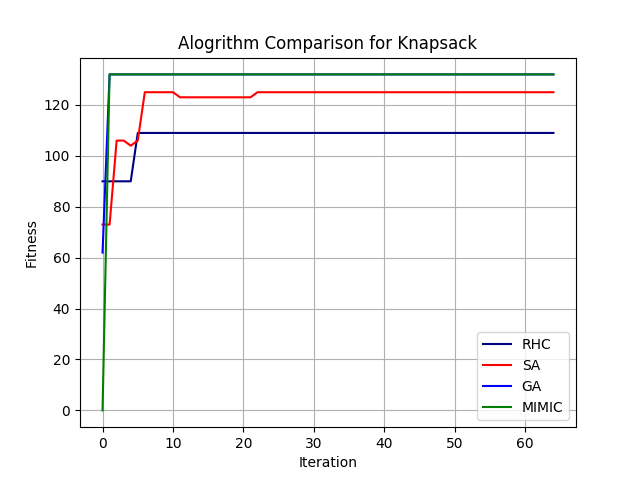 Alogrithm Comparison for Knapsack
Fitness
120
100
80
60
40
20
0
0 10 20 30 40 50 60
Iteration
RHC
SA
GA
MIMIC